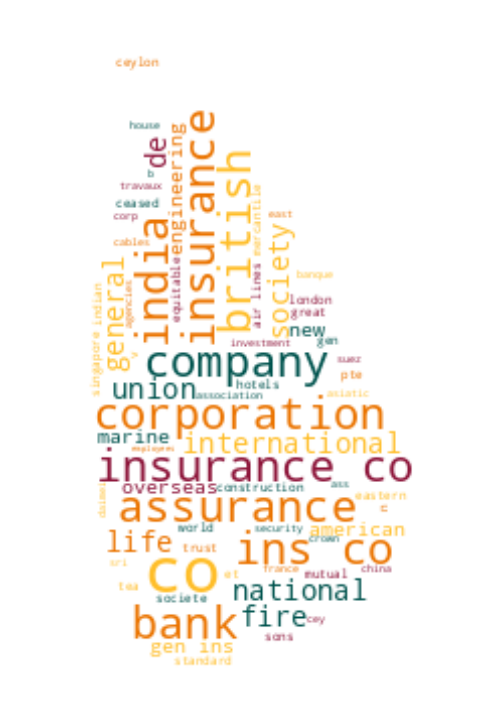 ceylon
house
de
engineering
insurance
b
travaux
british
ceased
mercantile
corp
east
india
society
cables
general
equitable
air lines
banque
agencies
singapore
indian
london
great
new
gen
investment
v
company
suez
pte
union
hotels
association
asiatic
corporation
marine
international
employees
insurance co
overseas
construction
ass
eastern
assurance
c
world
security
american
crown
life
trust
ins co
sri
co
et
france
mutual
china
tea
societe
national
bank
fire
cey
sons
gen ins
standard